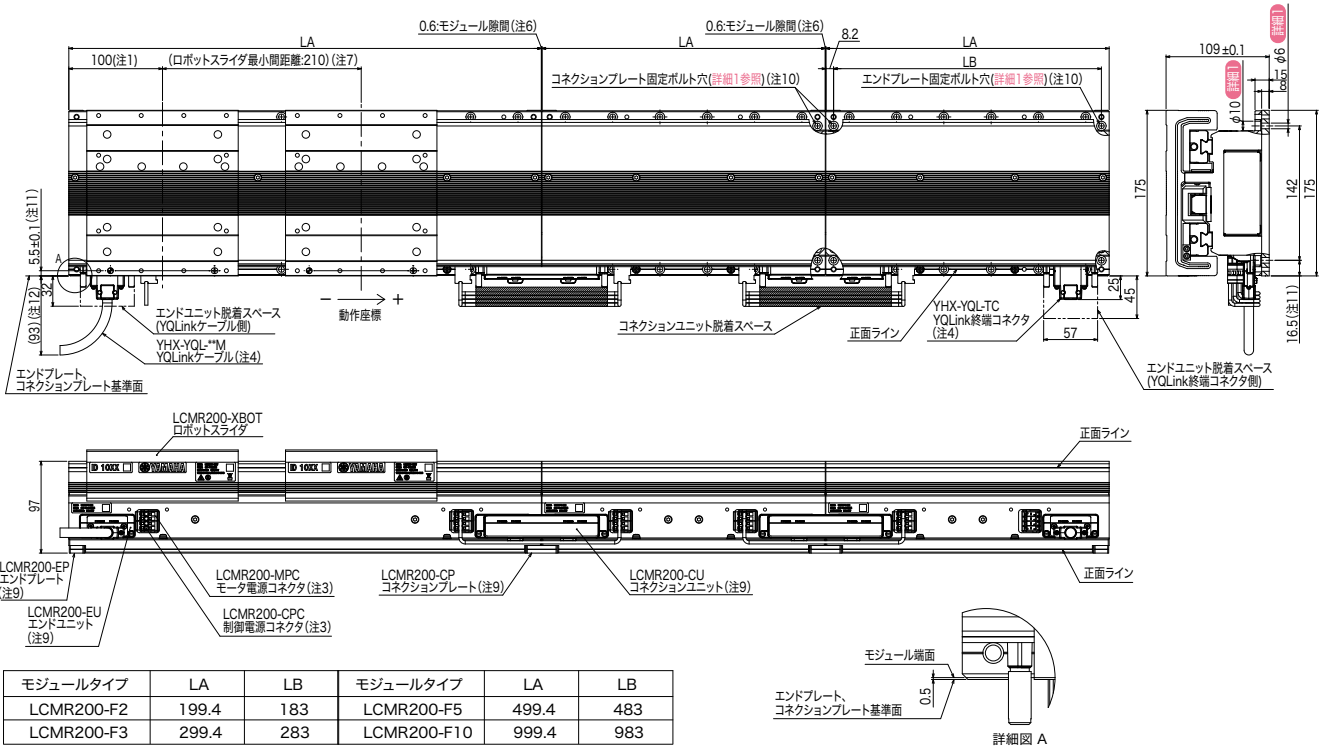 0.6:モジュール隙間(注6)
0.6:モジュール隙間(注6)
LA
LA
LA
8.2
100(注1)
(ロボットスライダ最小間距離:210)(注7)
コネクションプレート固定ボルト穴(詳細1参照)(注10)
エンドプレート固定ボルト穴(詳細1参照)(注10)
LB
109±0.1
詳細1
φ6
15
8
詳細1
φ10
175
142
175
16.5(注11)
5.5±0.1(注11)
A
32
(93)(注12)
エンドユニット脱着スペース
(YQLinkケーブル側)
YHX-YQL-**M
YQLinkケーブル(注4)
エンドプレート、
コネクションプレート基準面
− +
動作座標
コネクションユニット脱着スペース
正面ライン
YHX-YQL-TC
YQLink終端コネクタ
(注4)
25
45
57
エンドユニット脱着スペース
(YQLink終端コネクタ側)
LCMR200-XBOT
ロボットスライダ
正面ライン
ID 10XX
YAMAHA
ID 10XX
YAMAHA
97
LCMR200-EP
エンドプレート
(注9)
LCMR200-EU
エンドユニット
(注9)
LCMR200-MPC
モータ電源コネクタ(注3)
LCMR200-CPC
制御電源コネクタ(注3)
LCMR200-CP
コネクションプレート(注9)
LCMR200-CU
コネクションユニット(注9)
正面ライン
モジュールタイプ LA LB モジュールタイプ LA LB
LCMR200-F2 199.4 183 LCMR200-F5 499.4 483
LCMR200-F3 299.4 283 LCMR200-F10 999.4 983
モジュール端面
エンドプレート、
コネクションプレート基準面
0.5
詳細図 A